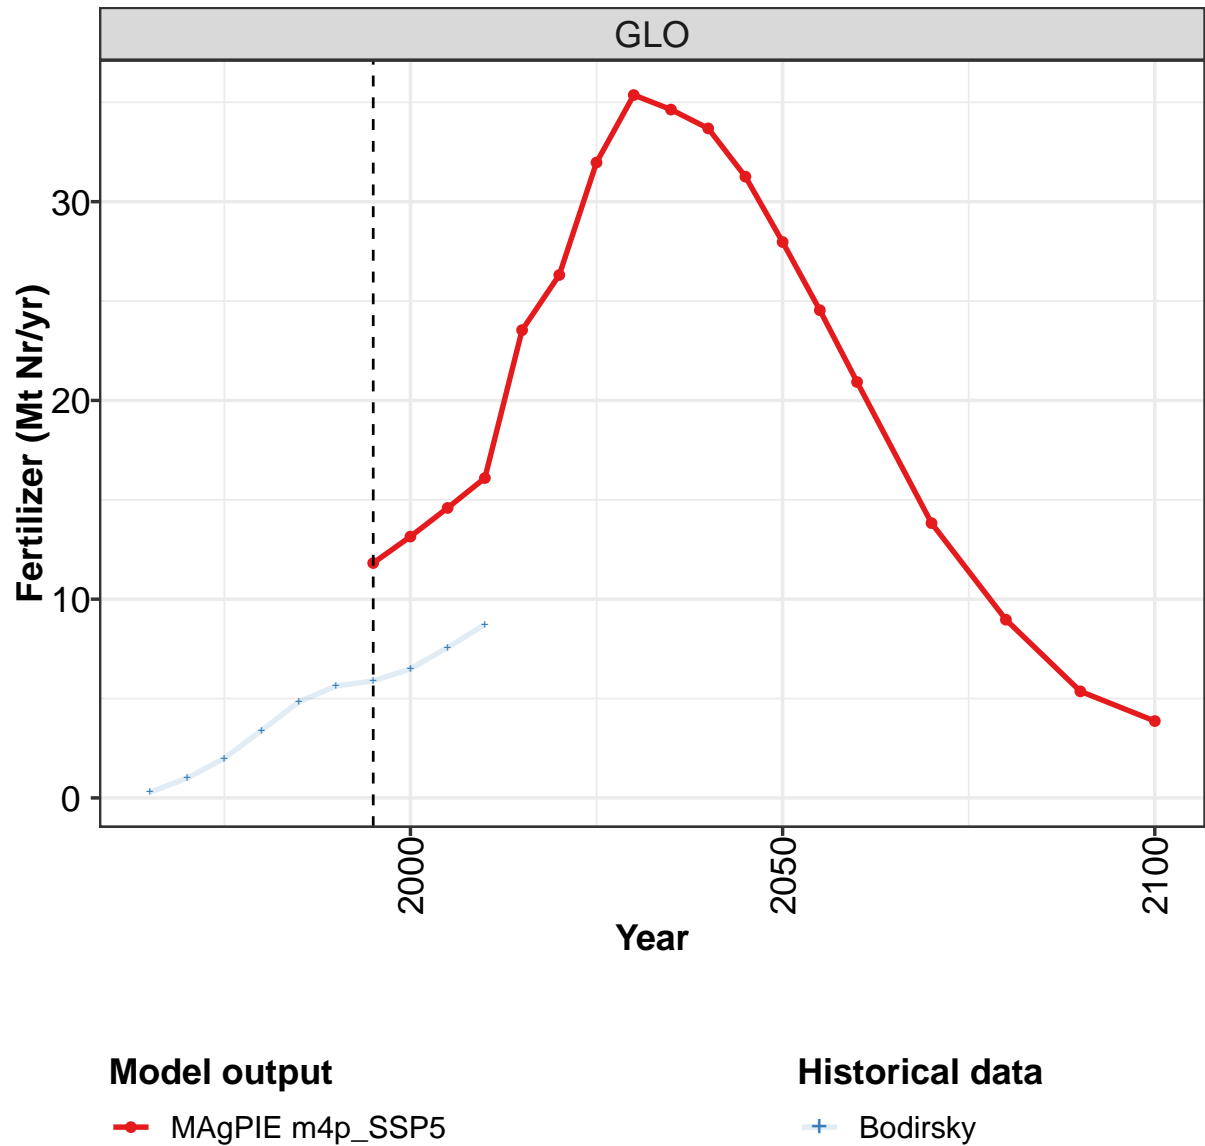 GLO
Fertilizer (Mt Nr/yr)
30
20
10
0
2000
2050
2100
Year
Model output
MAgPIE m4p_SSP5
Historical data
Bodirsky